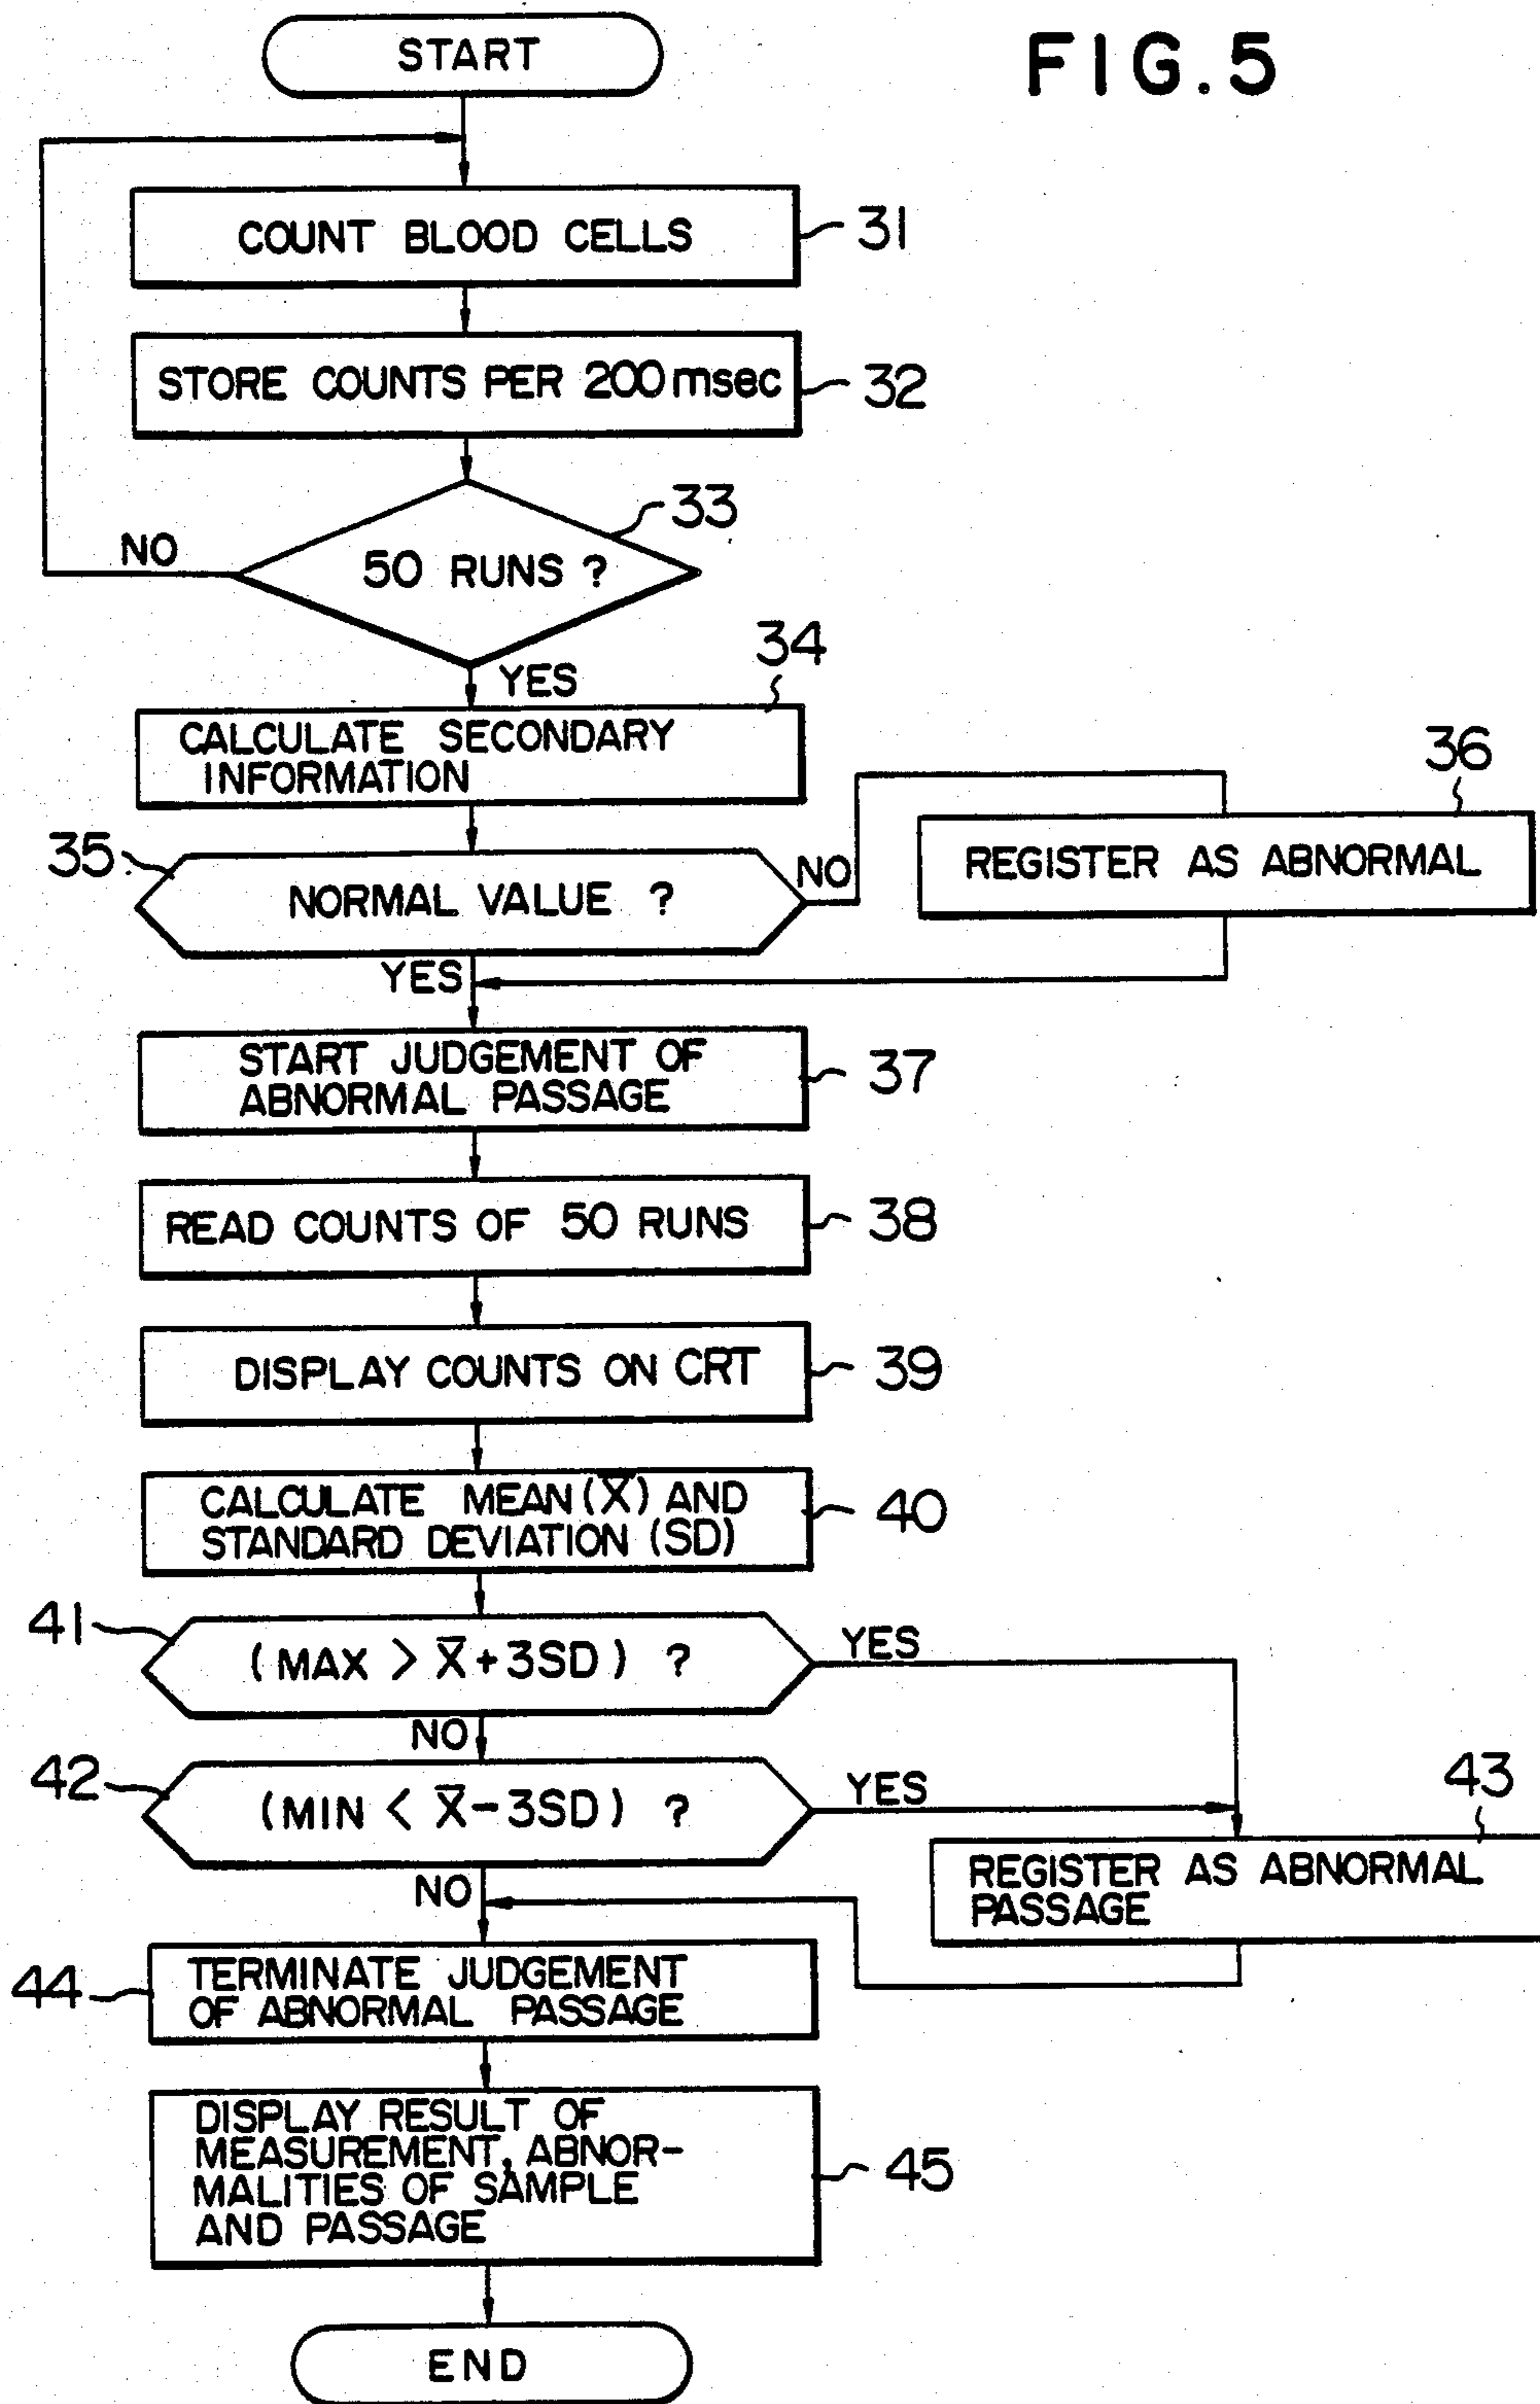 START
FIG.5
COUNT BLOOD CELLS
31
STORE COUNTS PER 200msec
32
33
NO
50 RUNS ?
34
YES
CALCULATE SECONDARY
INFORMATION
36
35
NORMAL VALUE ?
NO
REGISTER AS ABNORMAL
YES
START JUDGEMENT OF
ABNORMAL PASSAGE
37
READ COUNTS OF 50 RUNS
38
DISPLAY COUNTS ON CRT
39
CALCULATE MEAN (X̅) AND
STANDARD DEVIATION (SD)
40
41
(MAX > X̅+3SD) ?
YES
NO
42
(MIN < X̅-3SD) ?
YES
43
REGISTER AS ABNORMAL
PASSAGE
NO
44
TERMINATE JUDGEMENT
OF ABNORMAL PASSAGE
DISPLAY RESULT OF
MEASUREMENT, ABNOR-
MALITIES OF SAMPLE
AND PASSAGE
45
END